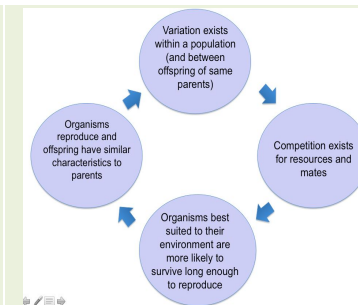 Variation exists
within a population
(and between
offspring of same
parents)
Competition exists
for resources and
mates
Organisms best
suited to their
environment are
more likely to
survive long enough
to reproduce
Organisms
reproduce and
offspring have similar
characteristics to
parents